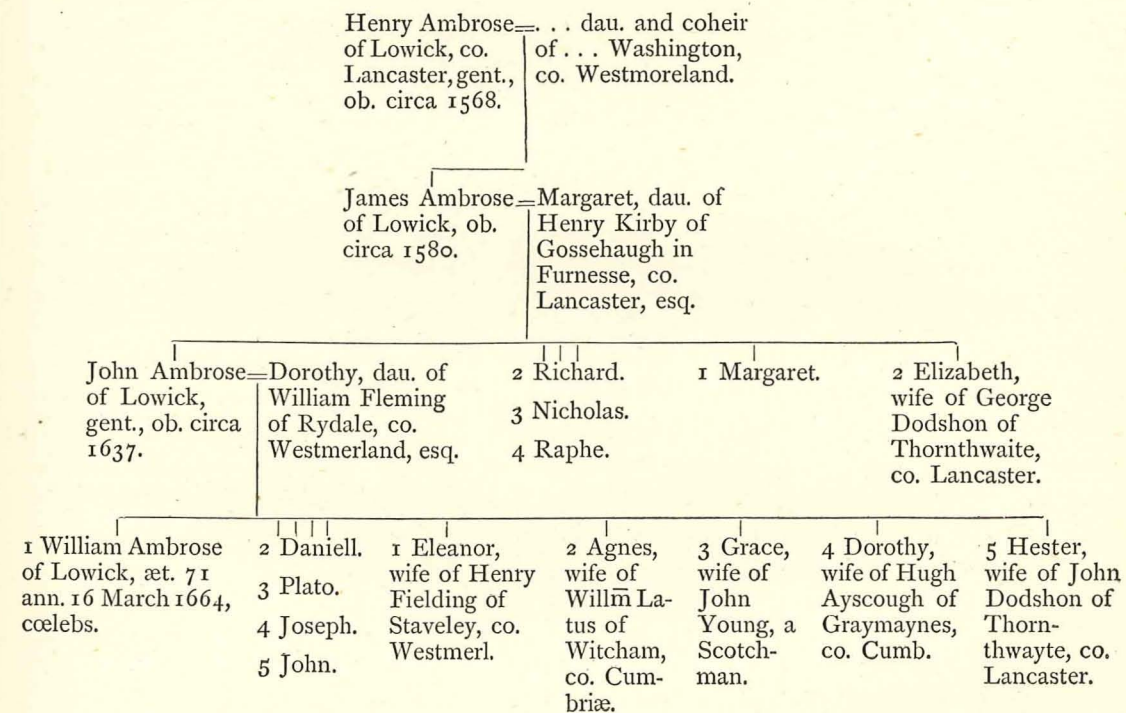 Henry Ambrose=. . . dau. and coheir
of Lowick, co.
Lancaster, gent.,
ob. circa 1568.
of . . . Washington,
co. Westmoreland.
James Ambrose=Margaret, dau. of
of Lowick, ob.
circa 1580.
Henry Kirby of
Gossehaugh in
Furnesse, co.
Lancaster, esq.
John Ambrose=Dorothy, dau. of
of Lowick,
gent., ob. circa
1637.
William Fleming
of Rydale, co.
Westmerland, esq.
2 Richard.
3 Nicholas.
4 Raphe.
1 Margaret.
2 Elizabeth,
wife of George
Dodshon of
Thornthwaite,
co. Lancaster.
1 William Ambrose
of Lowick, æt. 71
ann. 16 March 1664,
cœlebs.
2 Daniell.
3 Plato.
4 Joseph.
5 John.
1 Eleanor,
wife of Henry
Fielding of
Staveley, co.
Westmerl.
2 Agnes,
wife of
Willm̄ La-
tus of
Witcham,
co. Cum-
briæ.
3 Grace,
wife of
John
Young, a
Scotch-
man.
4 Dorothy,
wife of Hugh
Ayscough of
Graymaynes,
co. Cumb.
5 Hester,
wife of John
Dodshon of
Thorn-
thwayte, co.
Lancaster.